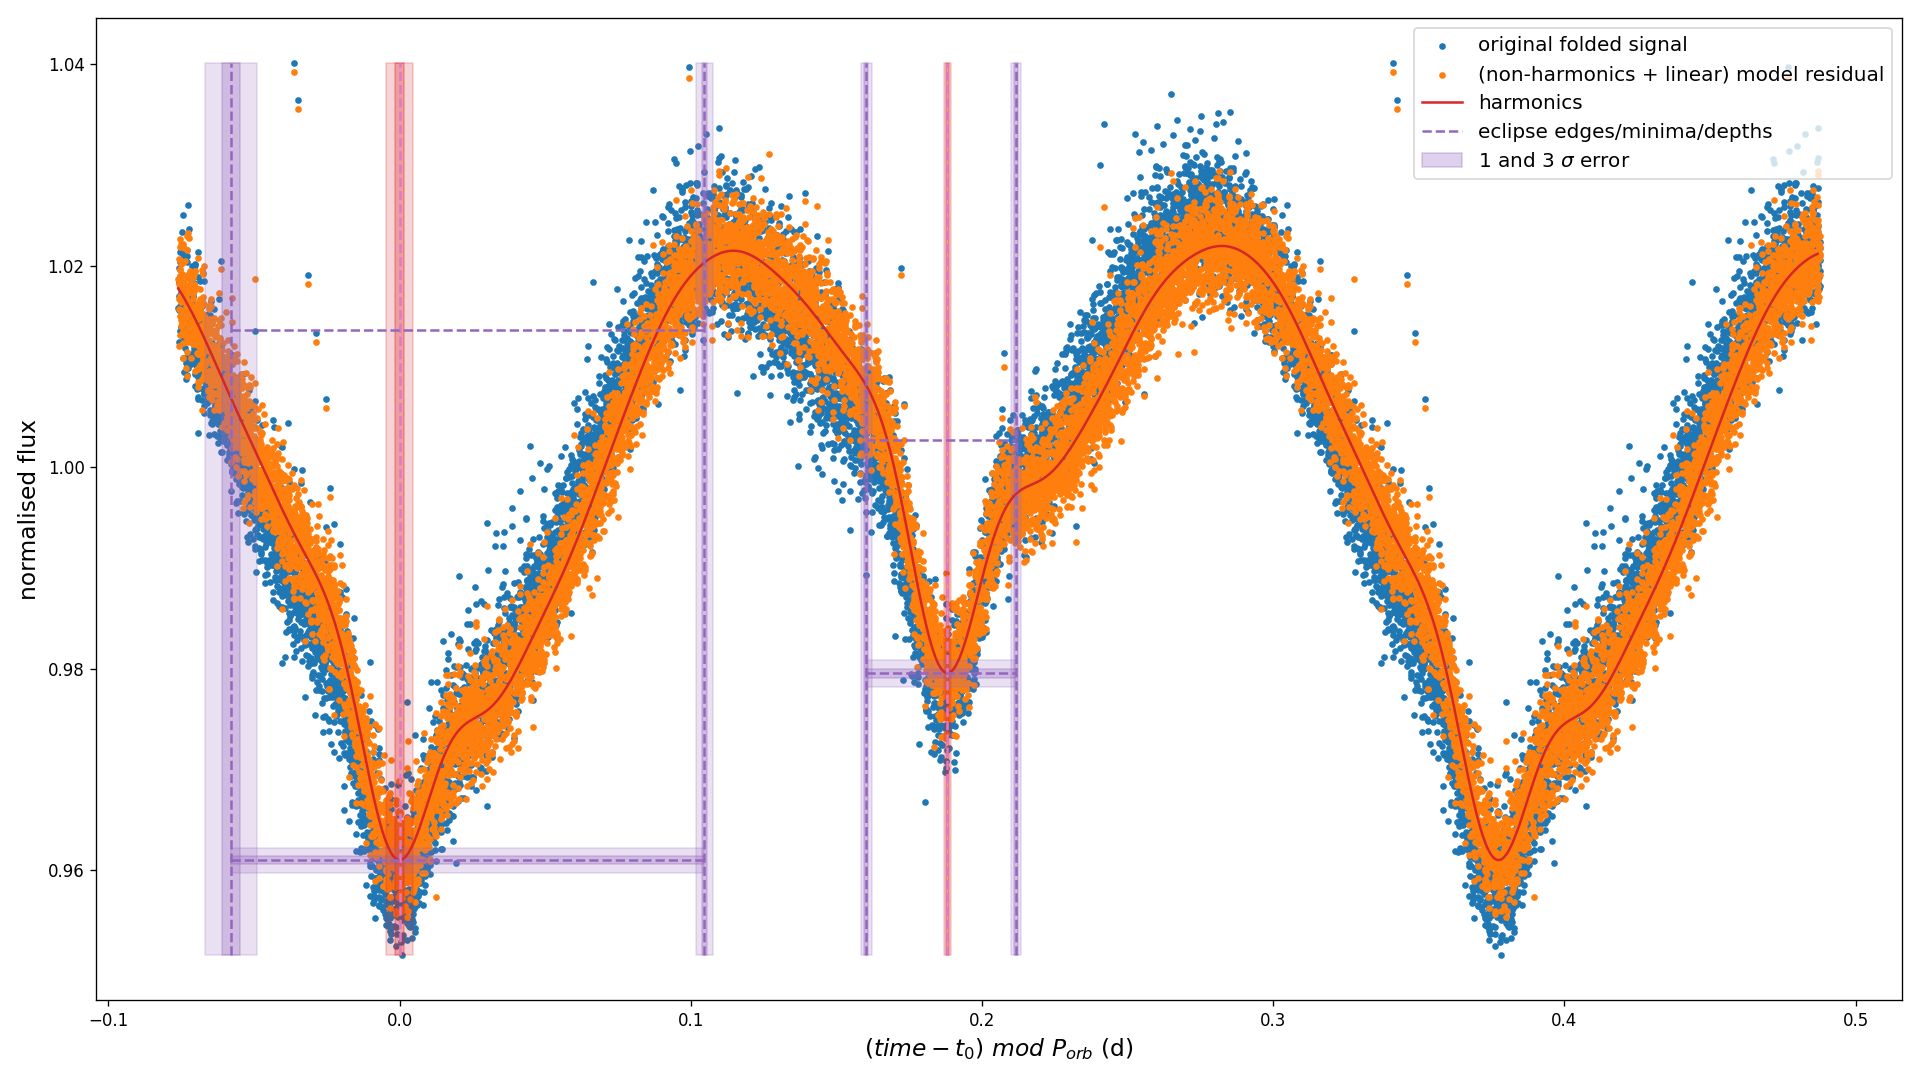 original folded signal
(non-harmonics + linear) model residual
harmonics
eclipse edges/minima/depths
1 and 3 σ error
normalised flux
1.04
1.02
1.00
0.98
0.96
−0.1
0.0
0.1
0.2
0.3
0.4
0.5
(time − t₀) mod P_orb (d)